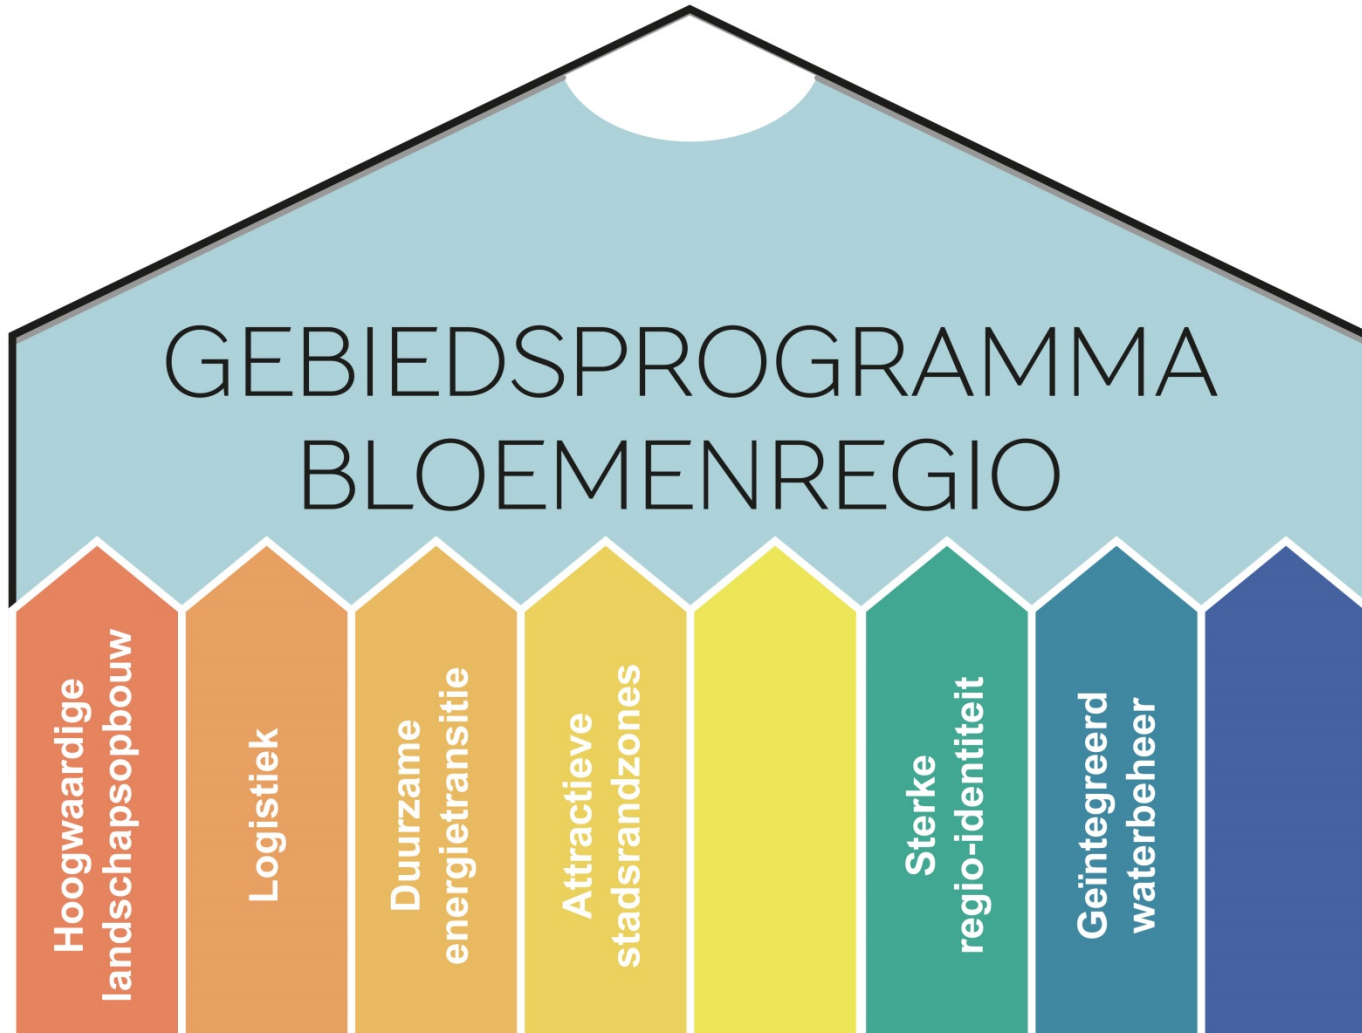 GEBIEDSPROGRAMMA
BLOEMENREGIO
Hoogwaardige
landschapsopbouw
Logistiek
Duurzame
energietransitie
Attractieve
stadsrandzones
Sterke
regio-identiteit
Geïntegreerd
waterbeheer